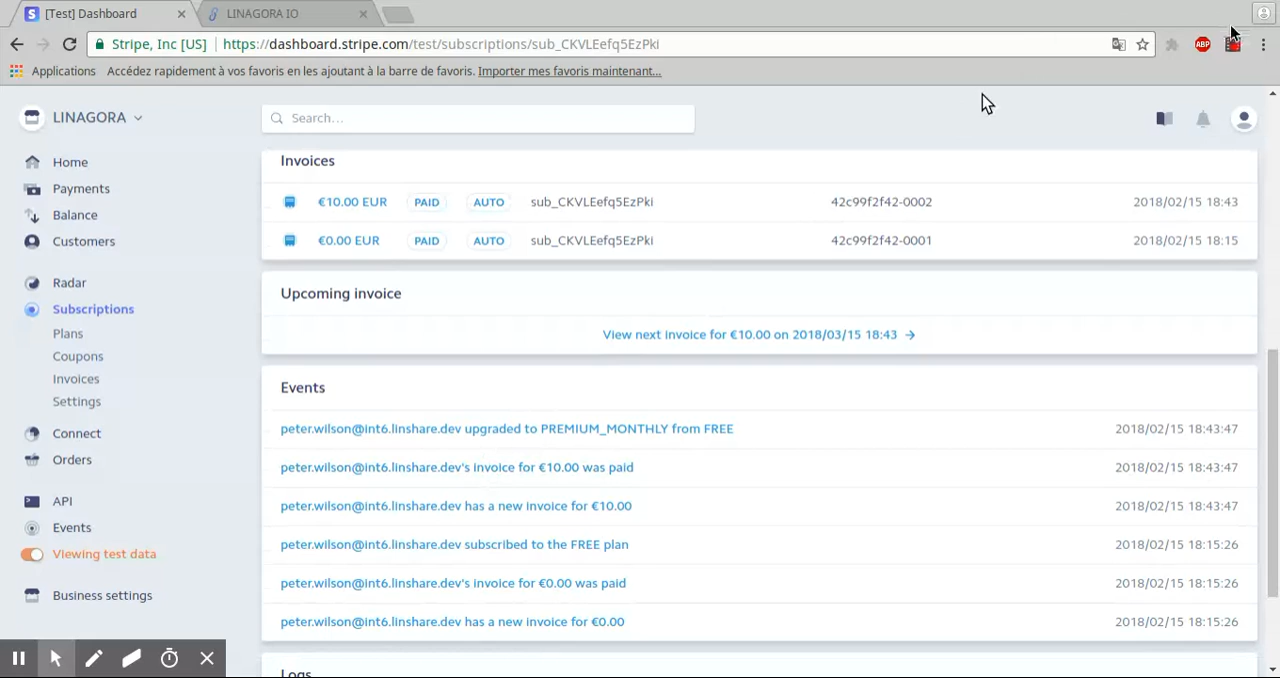 [Test] Dashboard
LINAGORA IO
Stripe, Inc [US] https://dashboard.stripe.com/test/subscriptions/sub_CKVLEefq5EzPki
ABP
Applications Accédez rapidement à vos favoris en les ajoutant à la barre de favoris. Importer mes favoris maintenant...
LINAGORA
Search...
Home
Payments
Balance
Customers
Radar
Subscriptions
Plans
Coupons
Invoices
Settings
Connect
Orders
API
Events
Viewing test data
Business settings
Invoices
€10.00 EUR PAID AUTO sub_CKVLEefq5EzPki 42c99f2f42-0002 2018/02/15 18:43
€0.00 EUR PAID AUTO sub_CKVLEefq5EzPki 42c99f2f42-0001 2018/02/15 18:15
Upcoming invoice
View next invoice for €10.00 on 2018/03/15 18:43 →
Events
peter.wilson@int6.linshare.dev upgraded to PREMIUM_MONTHLY from FREE 2018/02/15 18:43:47
peter.wilson@int6.linshare.dev's invoice for €10.00 was paid 2018/02/15 18:43:47
peter.wilson@int6.linshare.dev has a new invoice for €10.00 2018/02/15 18:43:47
peter.wilson@int6.linshare.dev subscribed to the FREE plan 2018/02/15 18:15:26
peter.wilson@int6.linshare.dev's invoice for €0.00 was paid 2018/02/15 18:15:26
peter.wilson@int6.linshare.dev has a new invoice for €0.00 2018/02/15 18:15:26
Logs